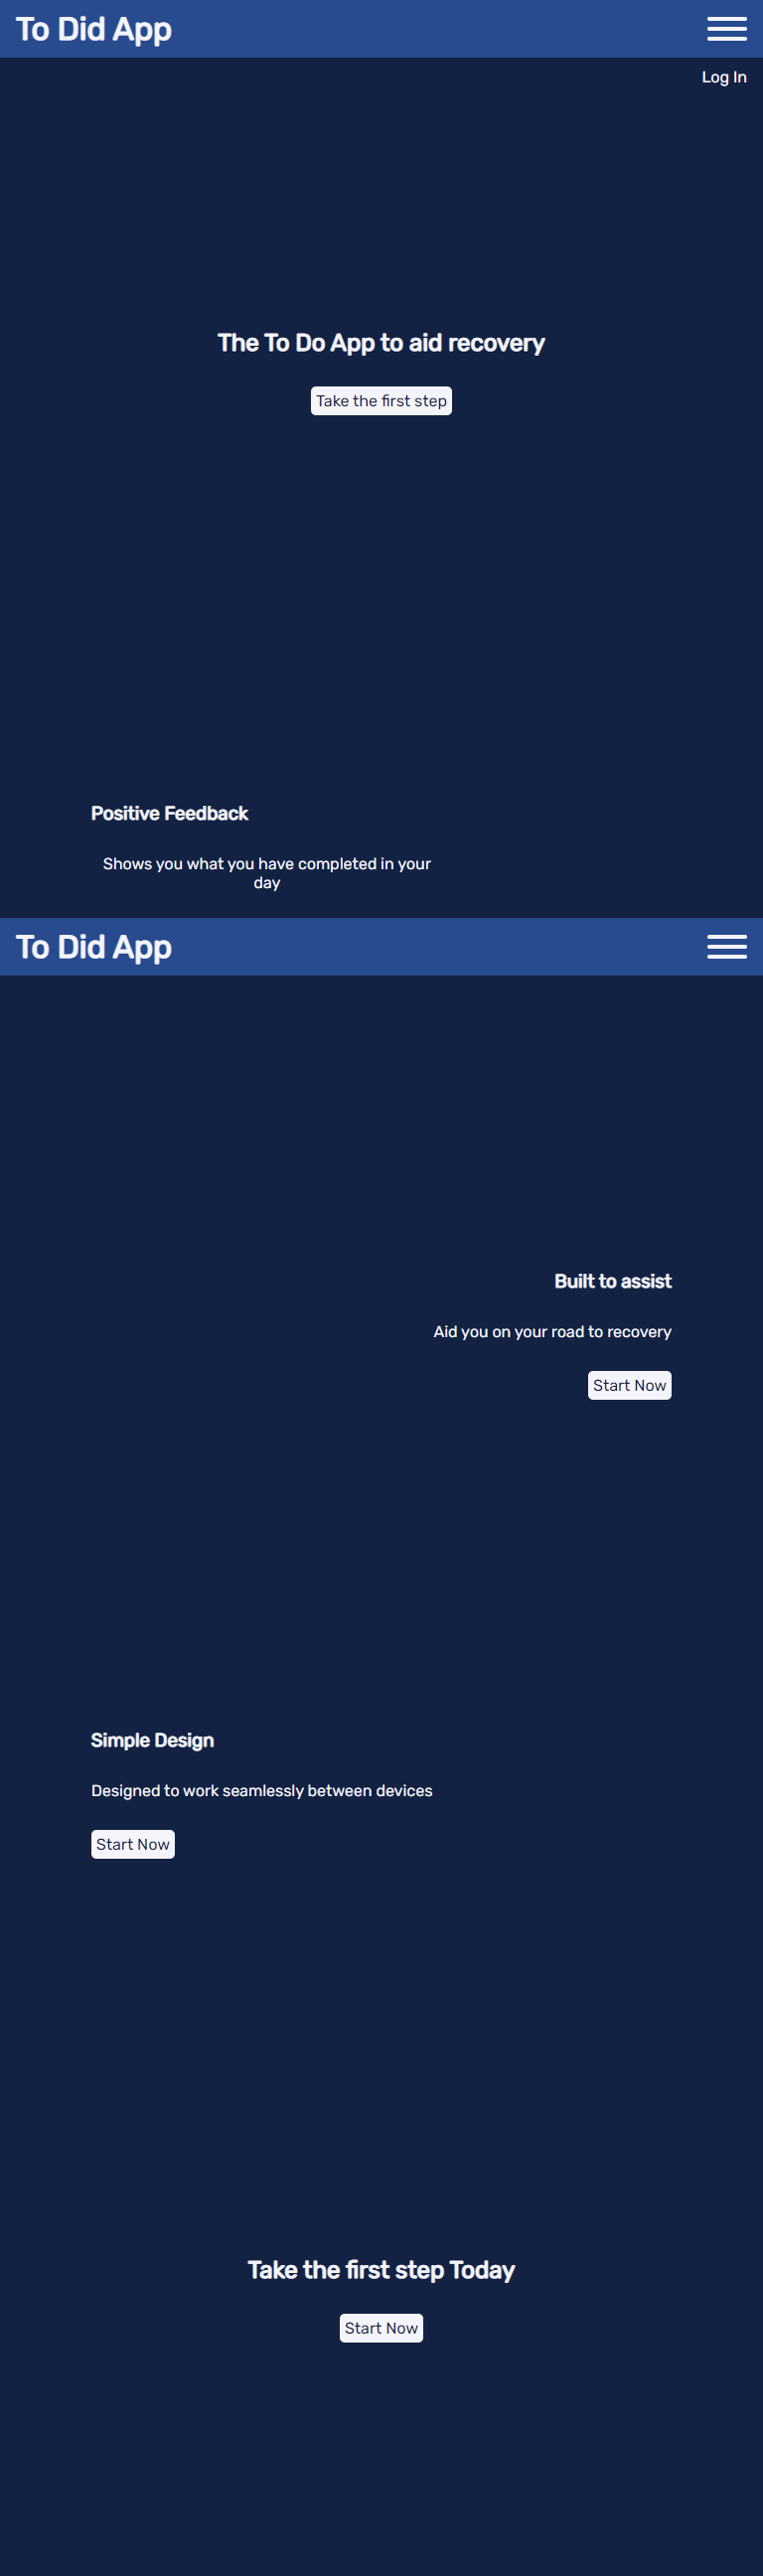 To Did App
Log In
The To Do App to aid recovery
Take the first step
Positive Feedback
Shows you what you have completed in your
day
To Did App
Built to assist
Aid you on your road to recovery
Start Now
Simple Design
Designed to work seamlessly between devices
Start Now
Take the first step Today
Start Now